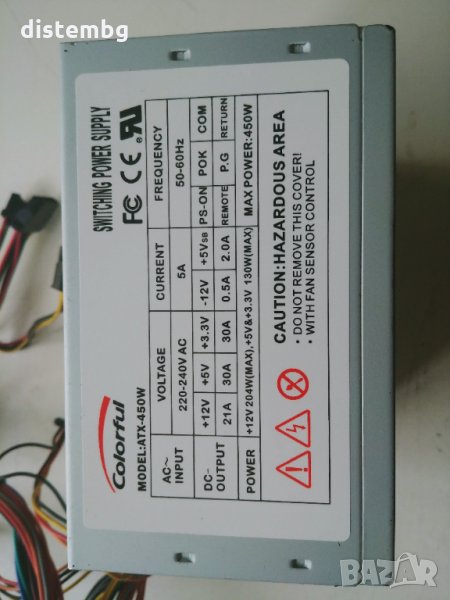 distembg
SWITCHING POWER SUPPLY
Colorful
FC CE RU
MODEL:ATX-450W
AC~ INPUT VOLTAGE CURRENT FREQUENCY
220-240V AC 5A 50-60Hz
DC⎓ OUTPUT +12V +5V +3.3V -12V +5VSB PS-ON POK COM
21A 30A 30A 0.5A 2.0A REMOTE P.G RETURN
POWER +12V 204W(MAX),+5V&+3.3V 130W(MAX) MAX POWER:450W
CAUTION:HAZARDOUS AREA
· DO NOT REMOVE THIS COVER!
· WITH FAN SENSOR CONTROL
BAZAR